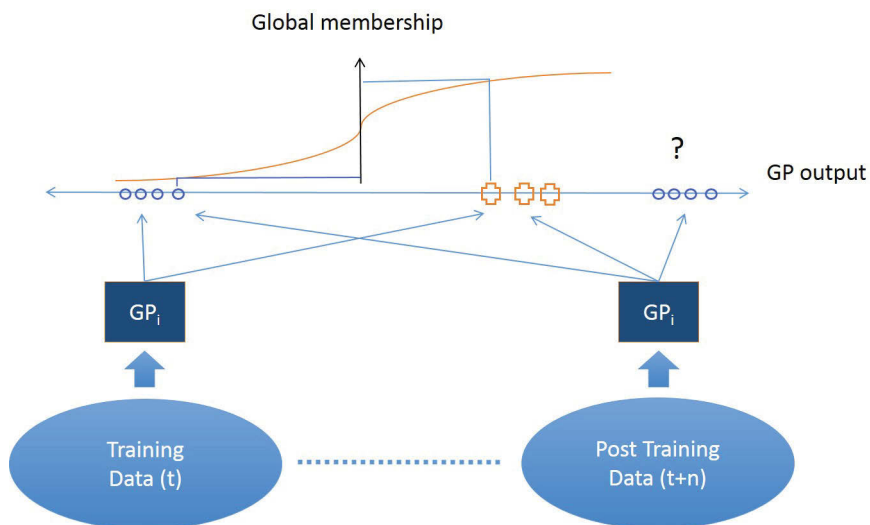 Global membership
?
GP output
GPi
GPi
Training
Data (t)
Post Training
Data (t+n)